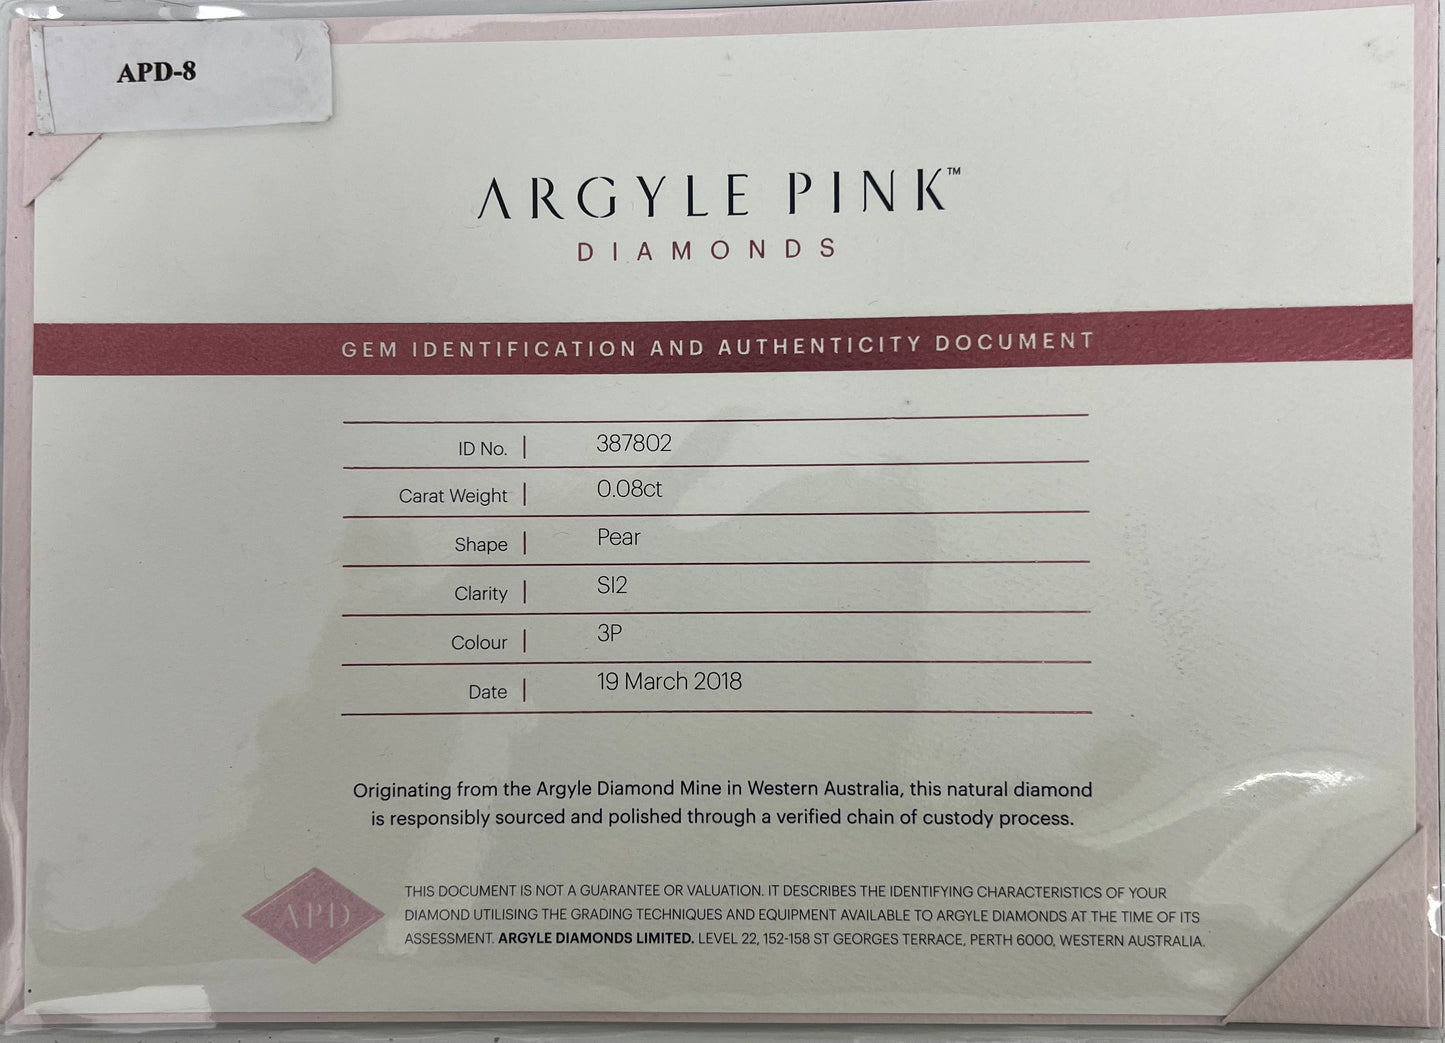 APD-8
ARGYLE PINK™
DIAMONDS
GEM IDENTIFICATION AND AUTHENTICITY DOCUMENT
ID No. | 387802
Carat Weight | 0.08ct
Shape | Pear
Clarity | SI2
Colour | 3P
Date | 19 March 2018
Originating from the Argyle Diamond Mine in Western Australia, this natural diamond
is responsibly sourced and polished through a verified chain of custody process.
APD
THIS DOCUMENT IS NOT A GUARANTEE OR VALUATION. IT DESCRIBES THE IDENTIFYING CHARACTERISTICS OF YOUR
DIAMOND UTILISING THE GRADING TECHNIQUES AND EQUIPMENT AVAILABLE TO ARGYLE DIAMONDS AT THE TIME OF ITS
ASSESSMENT. ARGYLE DIAMONDS LIMITED. LEVEL 22, 152-158 ST GEORGES TERRACE, PERTH 6000, WESTERN AUSTRALIA.